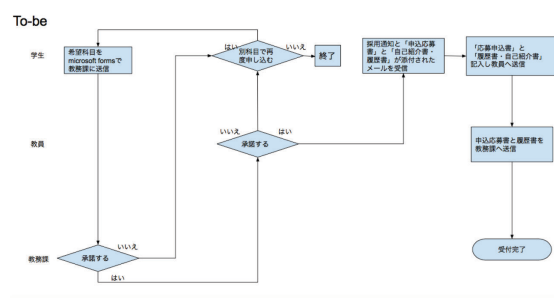 To-be
学生
希望科目を
microsoft formsで
教務課に送信
はい
別科目で再
度申し込む
いいえ
終了
採用通知と「申込応募
書」と「自己紹介書・
履歴書」が添付された
メールを受信
「応募申込書」と
「履歴書・自己紹介書」
記入し教員へ送信
教員
いいえ
はい
承諾する
申込応募書と履歴書を
教務課へ送信
教務課
承諾する
いいえ
はい
受付完了